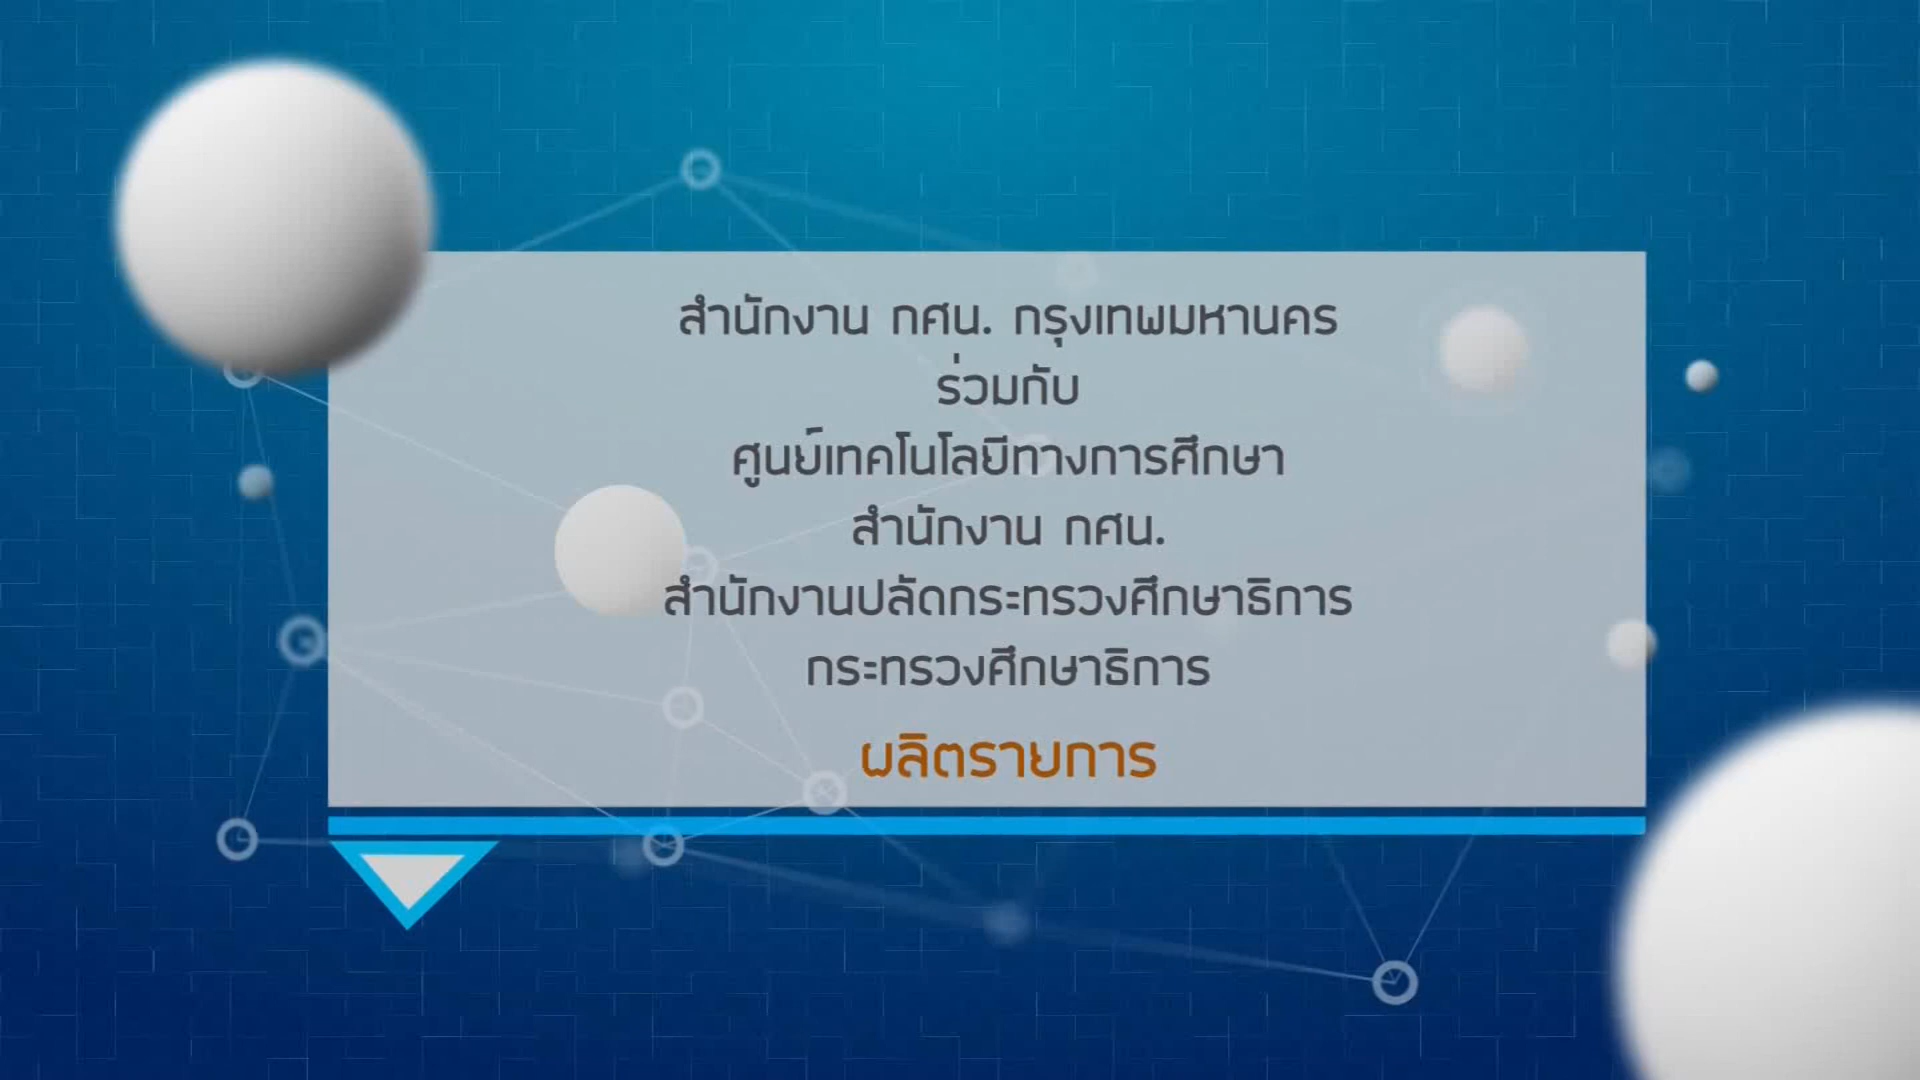 สำนักงาน กศน. กรุงเทพมหานคร
ร่วมกับ
ศูนย์เทคโนโลยีทางการศึกษา
สำนักงาน กศน.
สำนักงานปลัดกระทรวงศึกษาธิการ
กระทรวงศึกษาธิการ
ผลิตรายการ